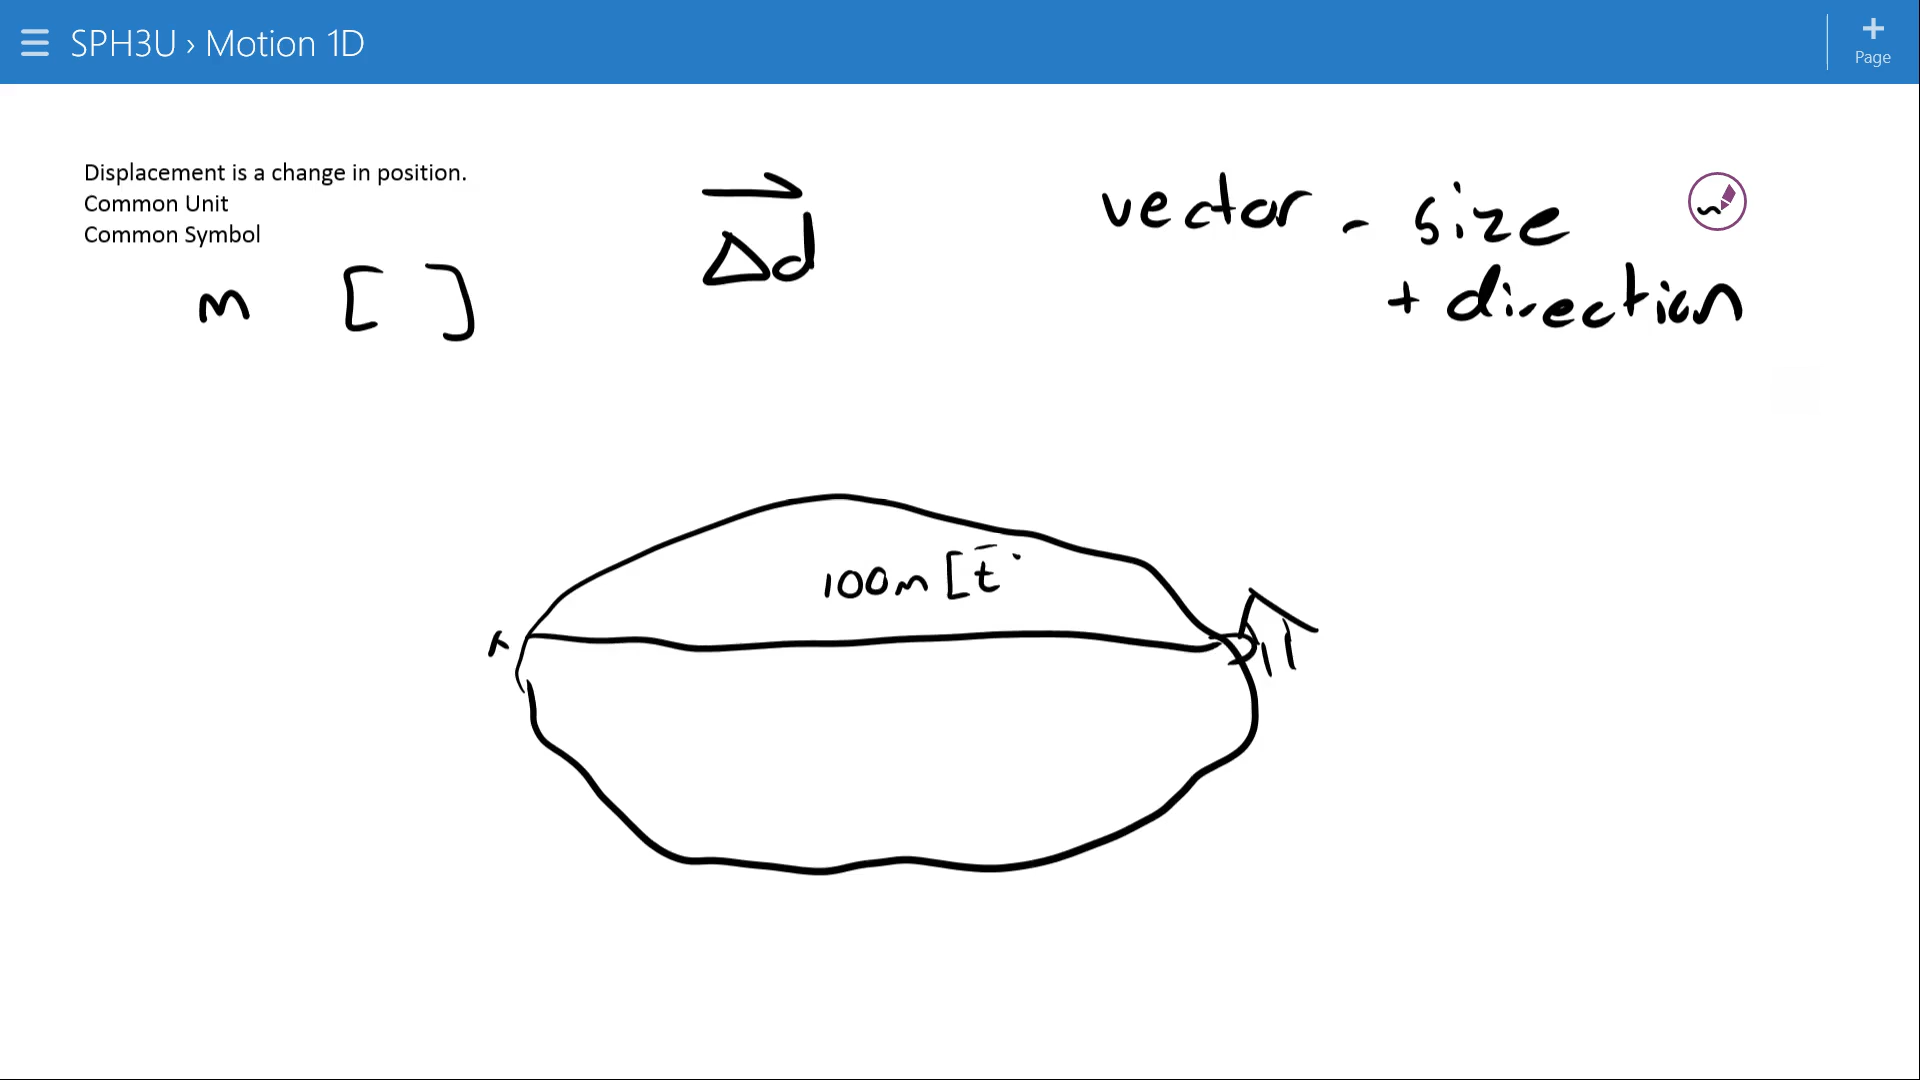 SPH3U › Motion 1D
Page
Displacement is a change in position.
Common Unit
Common Symbol
m [ ]
Δd
vector - size
+ direction
100m [